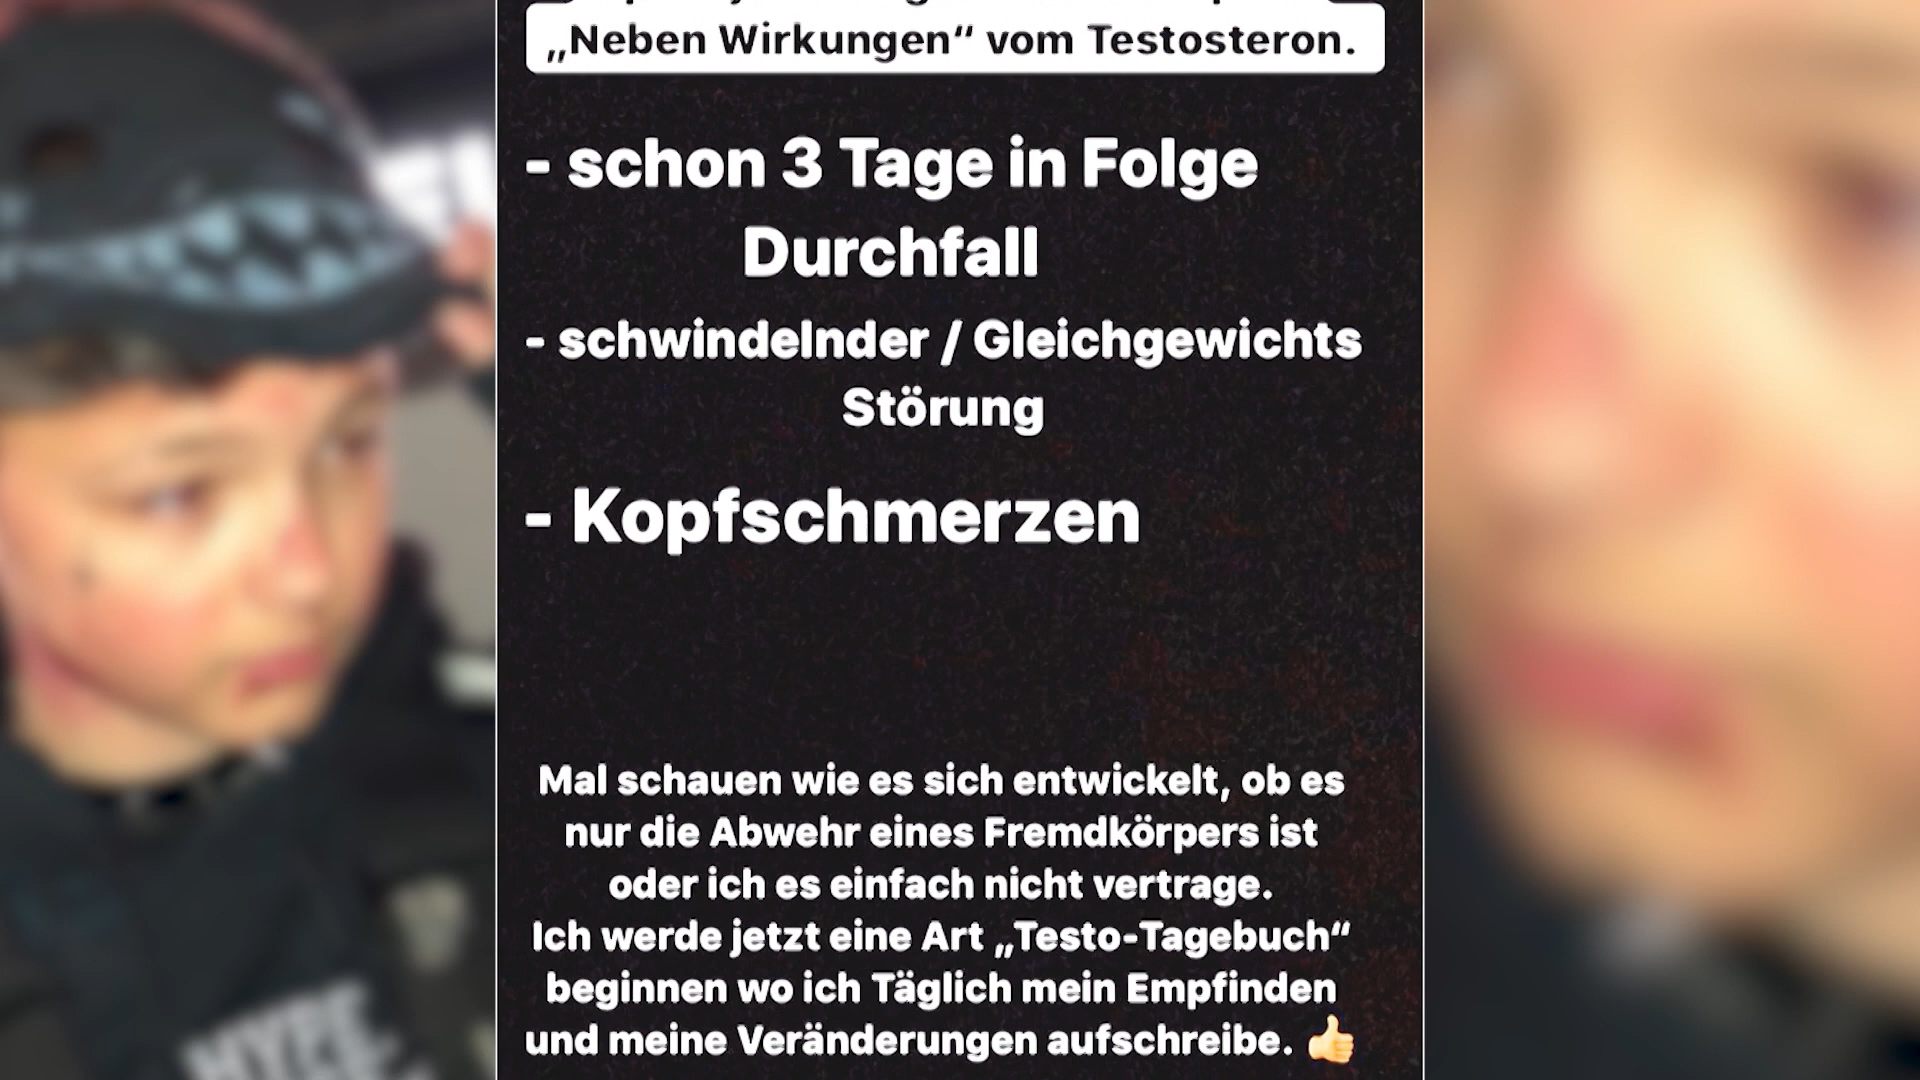 „Neben Wirkungen“ vom Testosteron.
- schon 3 Tage in Folge
Durchfall
- schwindelnder / Gleichgewichts
Störung
- Kopfschmerzen
Mal schauen wie es sich entwickelt, ob es
nur die Abwehr eines Fremdkörpers ist
oder ich es einfach nicht vertrage.
Ich werde jetzt eine Art „Testo-Tagebuch“
beginnen wo ich Täglich mein Empfinden
und meine Veränderungen aufschreibe. 👍
HYPE